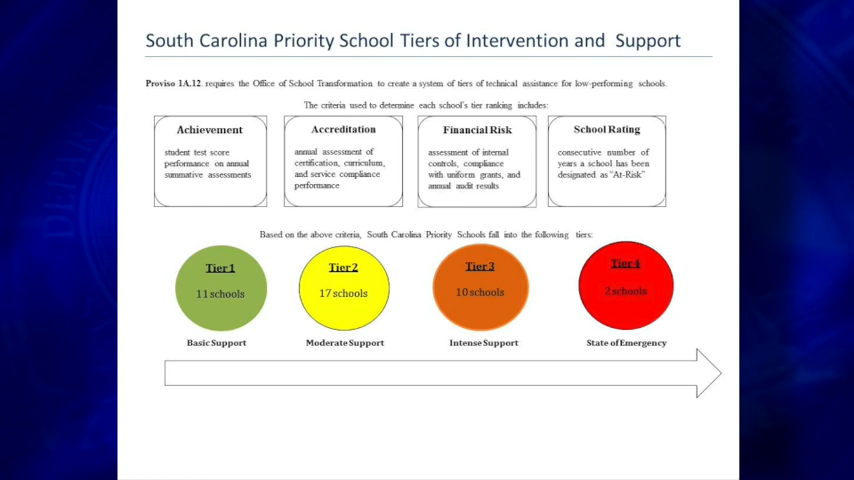 South Carolina Priority School Tiers of Intervention and Support
Proviso 1A.12. requires the Office of School Transformation to create a system of tiers of technical assistance for low-performing schools.
The criteria used to determine each school's tier ranking includes:
Achievement
student test score
performance on annual
summative assessments
Accreditation
annual assessment of
certification, curriculum,
and service compliance
performance
Financial Risk
assessment of internal
controls, compliance
with uniform grants, and
annual audit results
School Rating
consecutive number of
years a school has been
designated as "At-Risk"
Based on the above criteria, South Carolina Priority Schools fall into the following tiers:
Tier 1
11 schools
Basic Support
Tier 2
17 schools
Moderate Support
Tier 3
10 schools
Intense Support
Tier 4
2 schools
State of Emergency